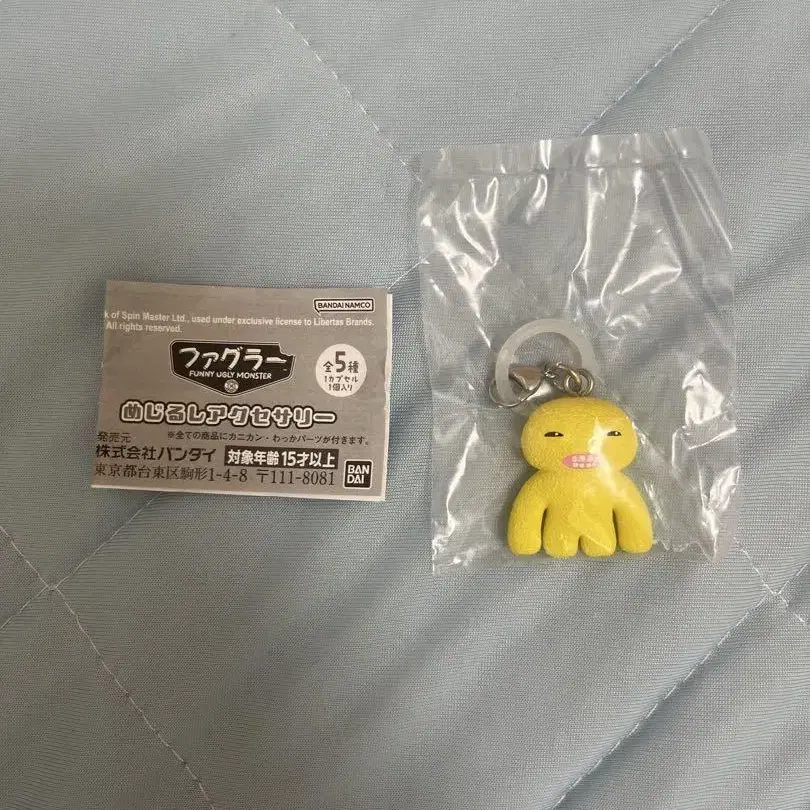 BANDAI NAMCO
k of Spin Master Ltd., used under exclusive license to Libertas Brands.
All rights reserved.
ファグラー
FUNNY UGLY MONSTER
全5種
1カプセル
1個入り
めじるしアクセサリー
発売元
※全ての商品にカニカン・わっかパーツが付きます。
株式会社バンダイ
対象年齢15才以上
東京都台東区駒形1-4-8 〒111-8081
BAN
DAI